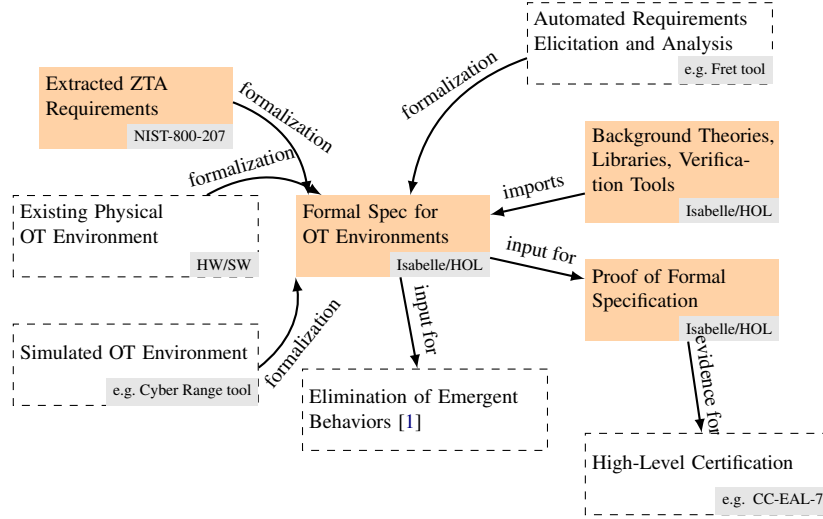 Automated Requirements
Elicitation and Analysis
e.g. Fret tool
Extracted ZTA
Requirements
NIST-800-207
formalization
formalization
formalization
Background Theories,
Libraries, Verifica-
tion Tools
Isabelle/HOL
imports
Existing Physical
OT Environment
HW/SW
Formal Spec for
OT Environments
Isabelle/HOL
input for
Proof of Formal
Specification
Isabelle/HOL
Simulated OT Environment
e.g. Cyber Range tool
formalization
input for
evidence for
Elimination of Emergent
Behaviors [1]
High-Level Certification
e.g. CC-EAL-7